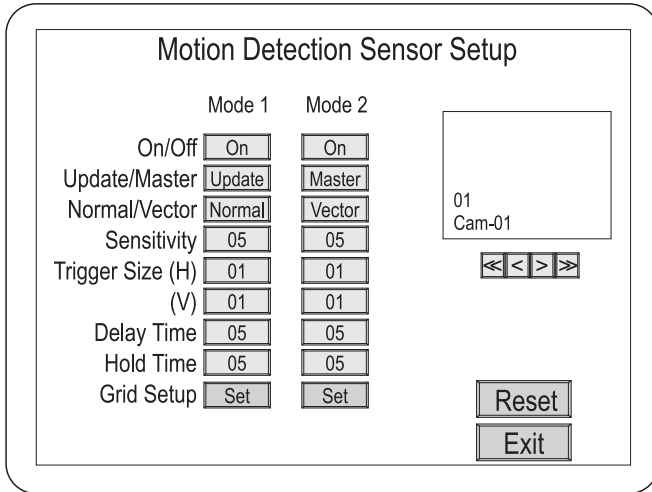 Motion Detection Sensor Setup
Mode 1 Mode 2
On/Off On On
Update/Master Update Master
Normal/Vector Normal Vector
Sensitivity 05 05
Trigger Size (H) 01 01
(V) 01 01
Delay Time 05 05
Hold Time 05 05
Grid Setup Set Set
01
Cam-01
≪ < > ≫
Reset
Exit